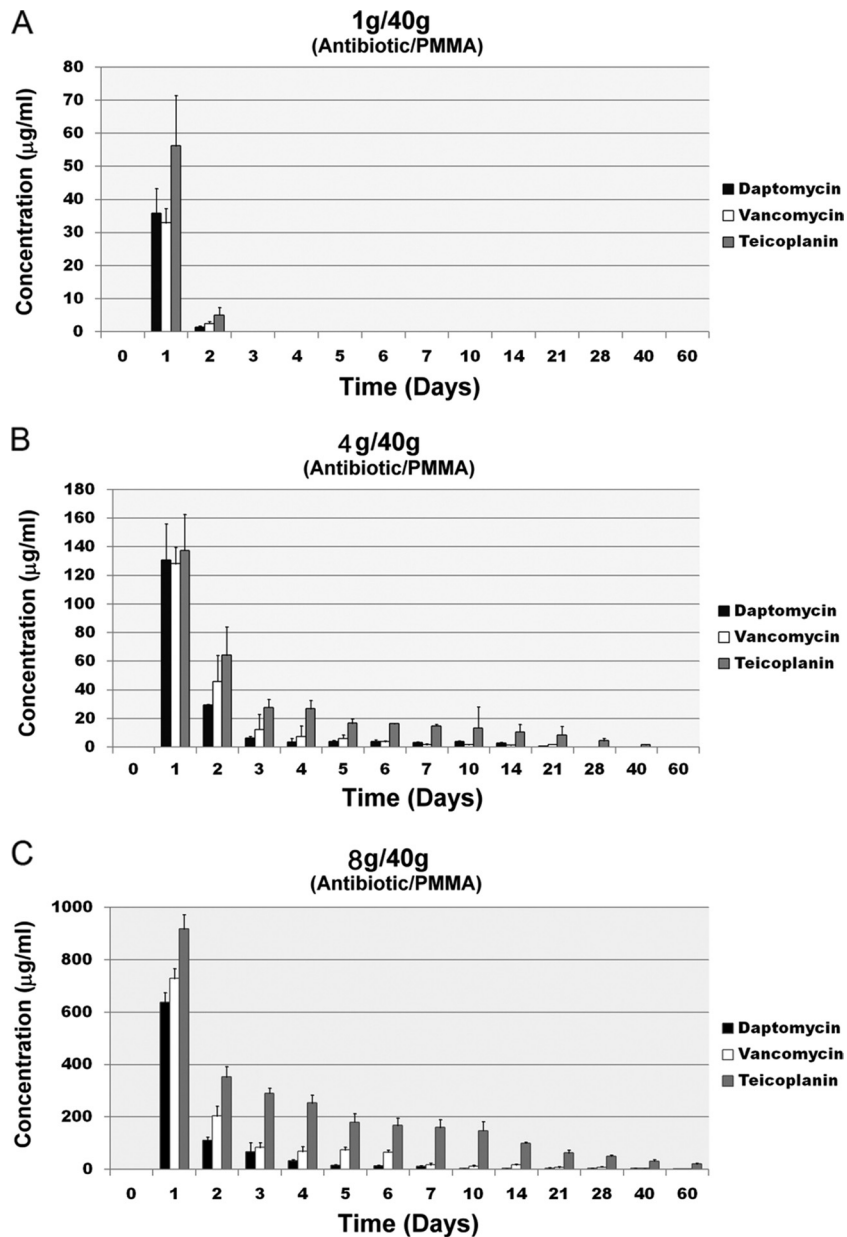 A
1g/40g
(Antibiotic/PMMA)
Concentration (µg/ml)
80
70
60
50
40
30
20
10
0
0 1 2 3 4 5 6 7 10 14 21 28 40 60
Time (Days)
Daptomycin
Vancomycin
Teicoplanin
B
4g/40g
(Antibiotic/PMMA)
Concentration (µg/ml)
180
160
140
120
100
80
60
40
20
0
0 1 2 3 4 5 6 7 10 14 21 28 40 60
Time (Days)
Daptomycin
Vancomycin
Teicoplanin
C
8g/40g
(Antibiotic/PMMA)
Concentration (µg/ml)
1000
800
600
400
200
0
0 1 2 3 4 5 6 7 10 14 21 28 40 60
Time (Days)
Daptomycin
Vancomycin
Teicoplanin